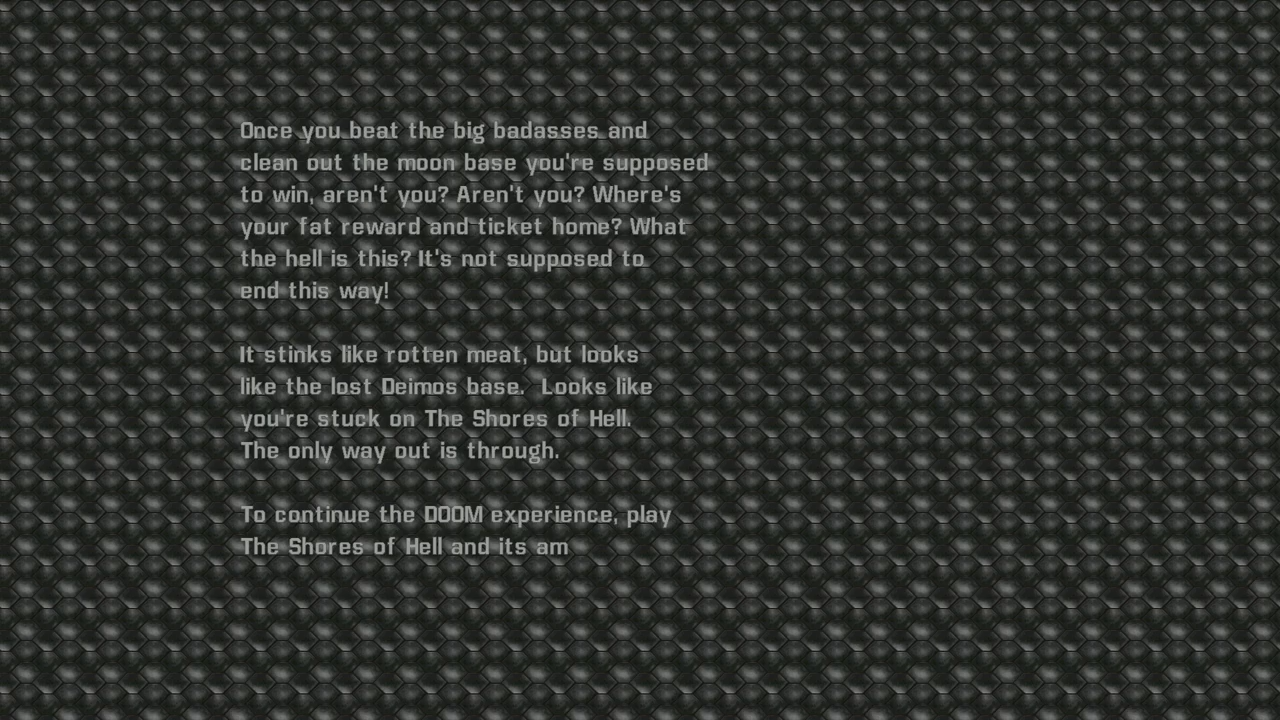 Once you beat the big badasses and
clean out the moon base you're supposed
to win, aren't you? Aren't you? Where's
your fat reward and ticket home? What
the hell is this? It's not supposed to
end this way!

It stinks like rotten meat, but looks
like the lost Deimos base.  Looks like
you're stuck on The Shores of Hell.
The only way out is through.

To continue the DOOM experience, play
The Shores of Hell and its am